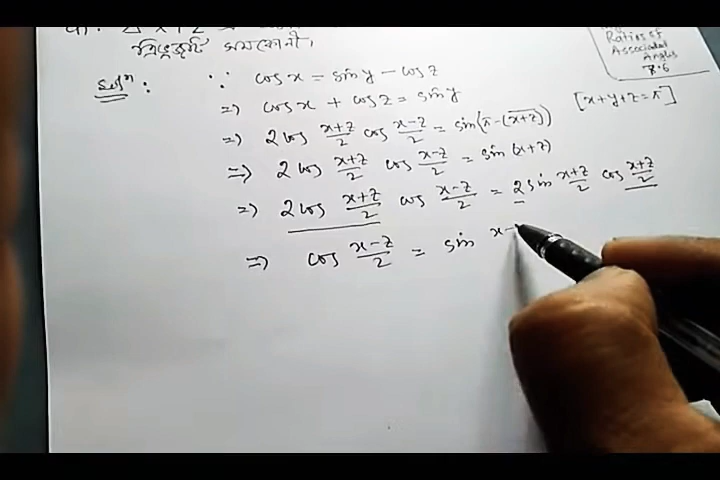 ত্রিভুজটি সমকোণী।
Ratios of
Associated
Angles
7.6
Solⁿ :
∵ cos x = sin y − cos z
⇒ cos x + cos z = sin y
[x+y+z = π]
⇒ 2 cos (x+z)/2 cos (x−z)/2 = sin(π − (x+z))
⇒ 2 cos (x+z)/2 cos (x−z)/2 = sin (x+z)
⇒ 2 cos (x+z)/2 cos (x−z)/2 = 2 sin (x+z)/2 cos (x+z)/2
⇒ cos (x−z)/2 = sin x